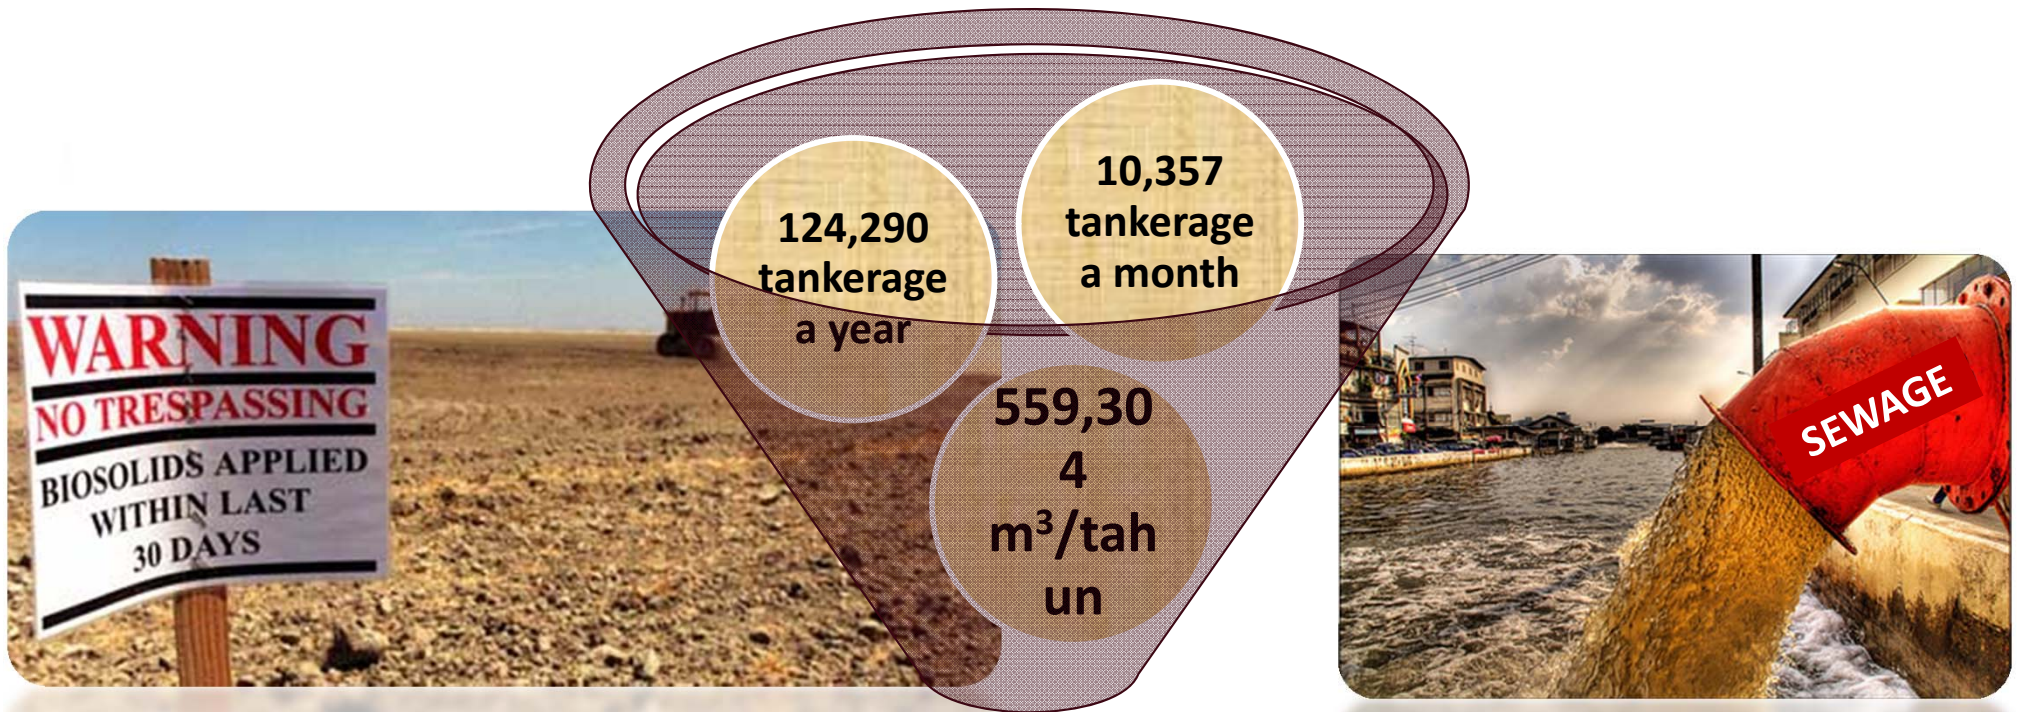 WARNING
NO TRESPASSING
BIOSOLIDS APPLIED
WITHIN LAST
30 DAYS
124,290
tankerage
a year
10,357
tankerage
a month
559,30
4
m³/tah
un
SEWAGE